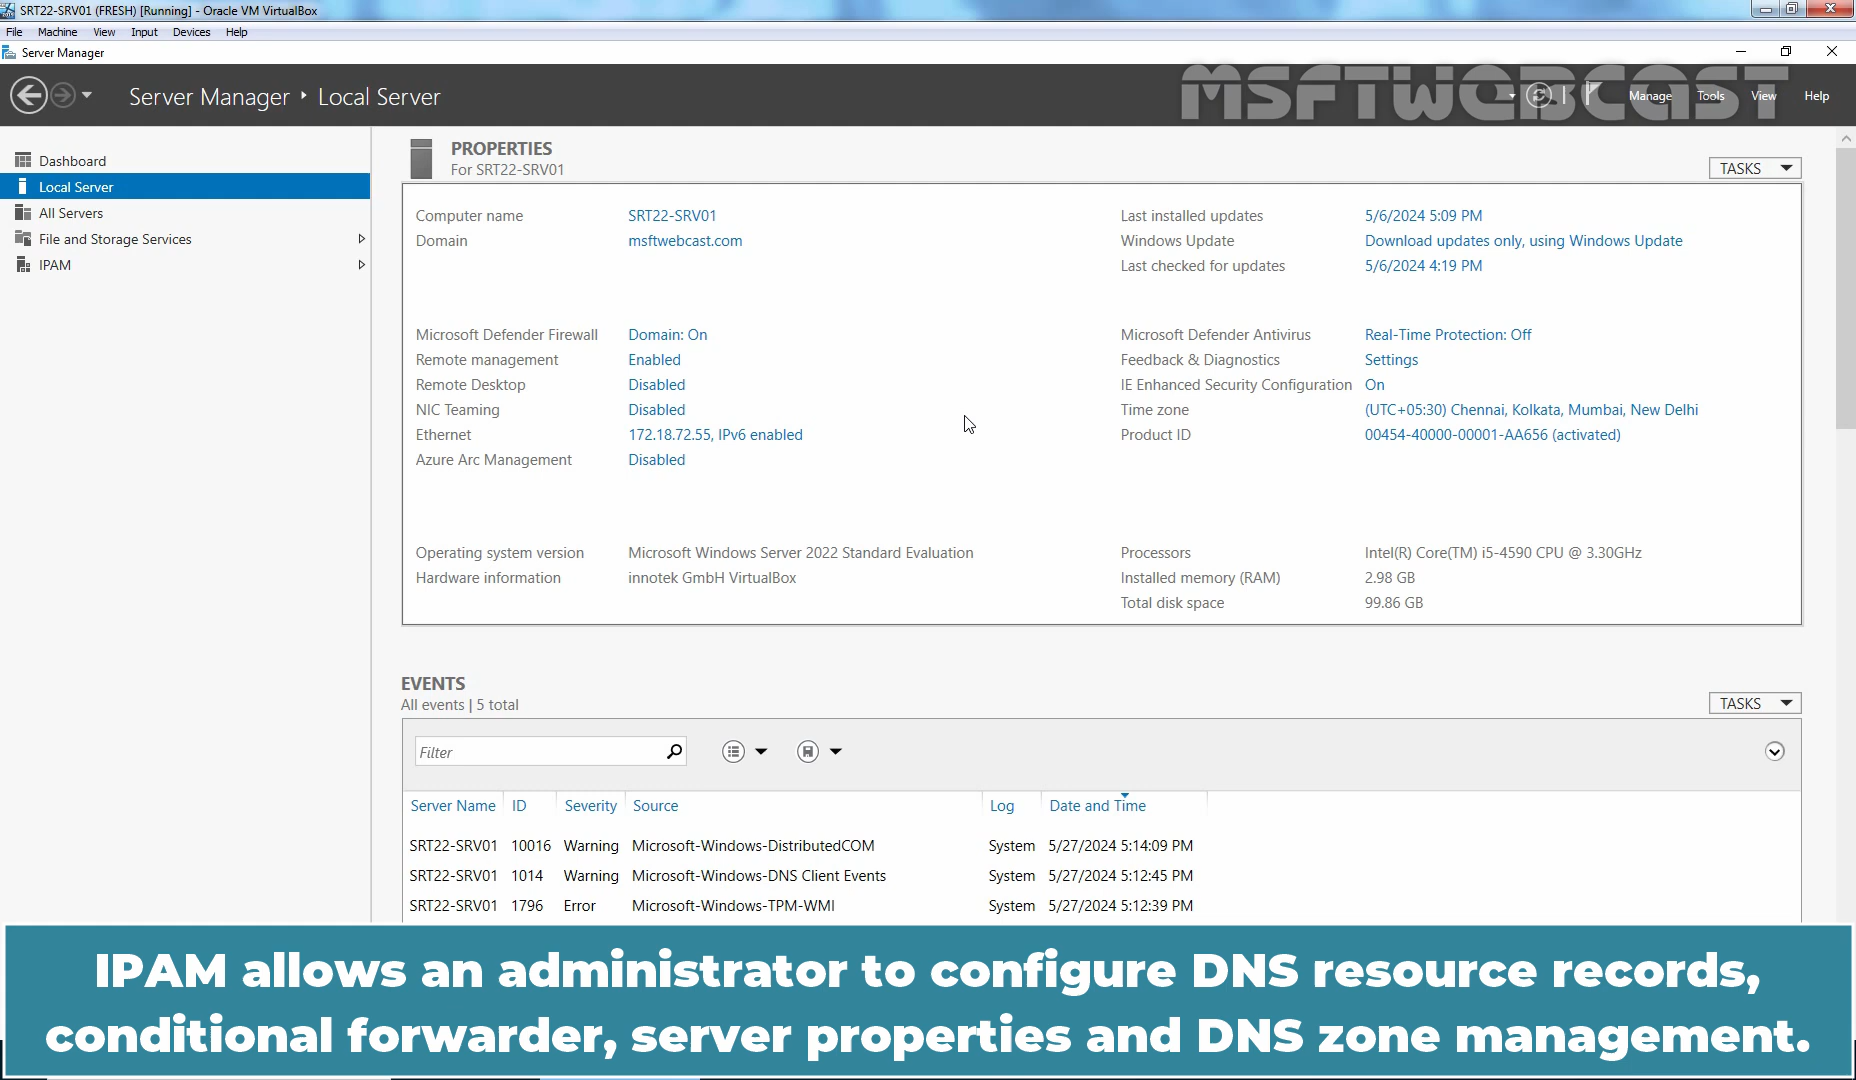 SRT22-SRV01 (FRESH) [Running] - Oracle VM VirtualBox
File Machine View Input Devices Help
Server Manager
Server Manager ‣ Local Server
MSFTWEBCAST
Manage Tools View Help
Dashboard
Local Server
All Servers
File and Storage Services
IPAM
PROPERTIES
For SRT22-SRV01
TASKS
Computer name SRT22-SRV01
Domain msftwebcast.com
Last installed updates 5/6/2024 5:09 PM
Windows Update Download updates only, using Windows Update
Last checked for updates 5/6/2024 4:19 PM
Microsoft Defender Firewall Domain: On
Remote management Enabled
Remote Desktop Disabled
NIC Teaming Disabled
Ethernet 172.18.72.55, IPv6 enabled
Azure Arc Management Disabled
Microsoft Defender Antivirus Real-Time Protection: Off
Feedback & Diagnostics Settings
IE Enhanced Security Configuration On
Time zone (UTC+05:30) Chennai, Kolkata, Mumbai, New Delhi
Product ID 00454-40000-00001-AA656 (activated)
Operating system version Microsoft Windows Server 2022 Standard Evaluation
Hardware information innotek GmbH VirtualBox
Processors Intel(R) Core(TM) i5-4590 CPU @ 3.30GHz
Installed memory (RAM) 2.98 GB
Total disk space 99.86 GB
EVENTS
All events | 5 total
TASKS
Filter
Server Name ID Severity Source Log Date and Time
SRT22-SRV01 10016 Warning Microsoft-Windows-DistributedCOM System 5/27/2024 5:14:09 PM
SRT22-SRV01 1014 Warning Microsoft-Windows-DNS Client Events System 5/27/2024 5:12:45 PM
SRT22-SRV01 1796 Error Microsoft-Windows-TPM-WMI System 5/27/2024 5:12:39 PM
IPAM allows an administrator to configure DNS resource records,
conditional forwarder, server properties and DNS zone management.